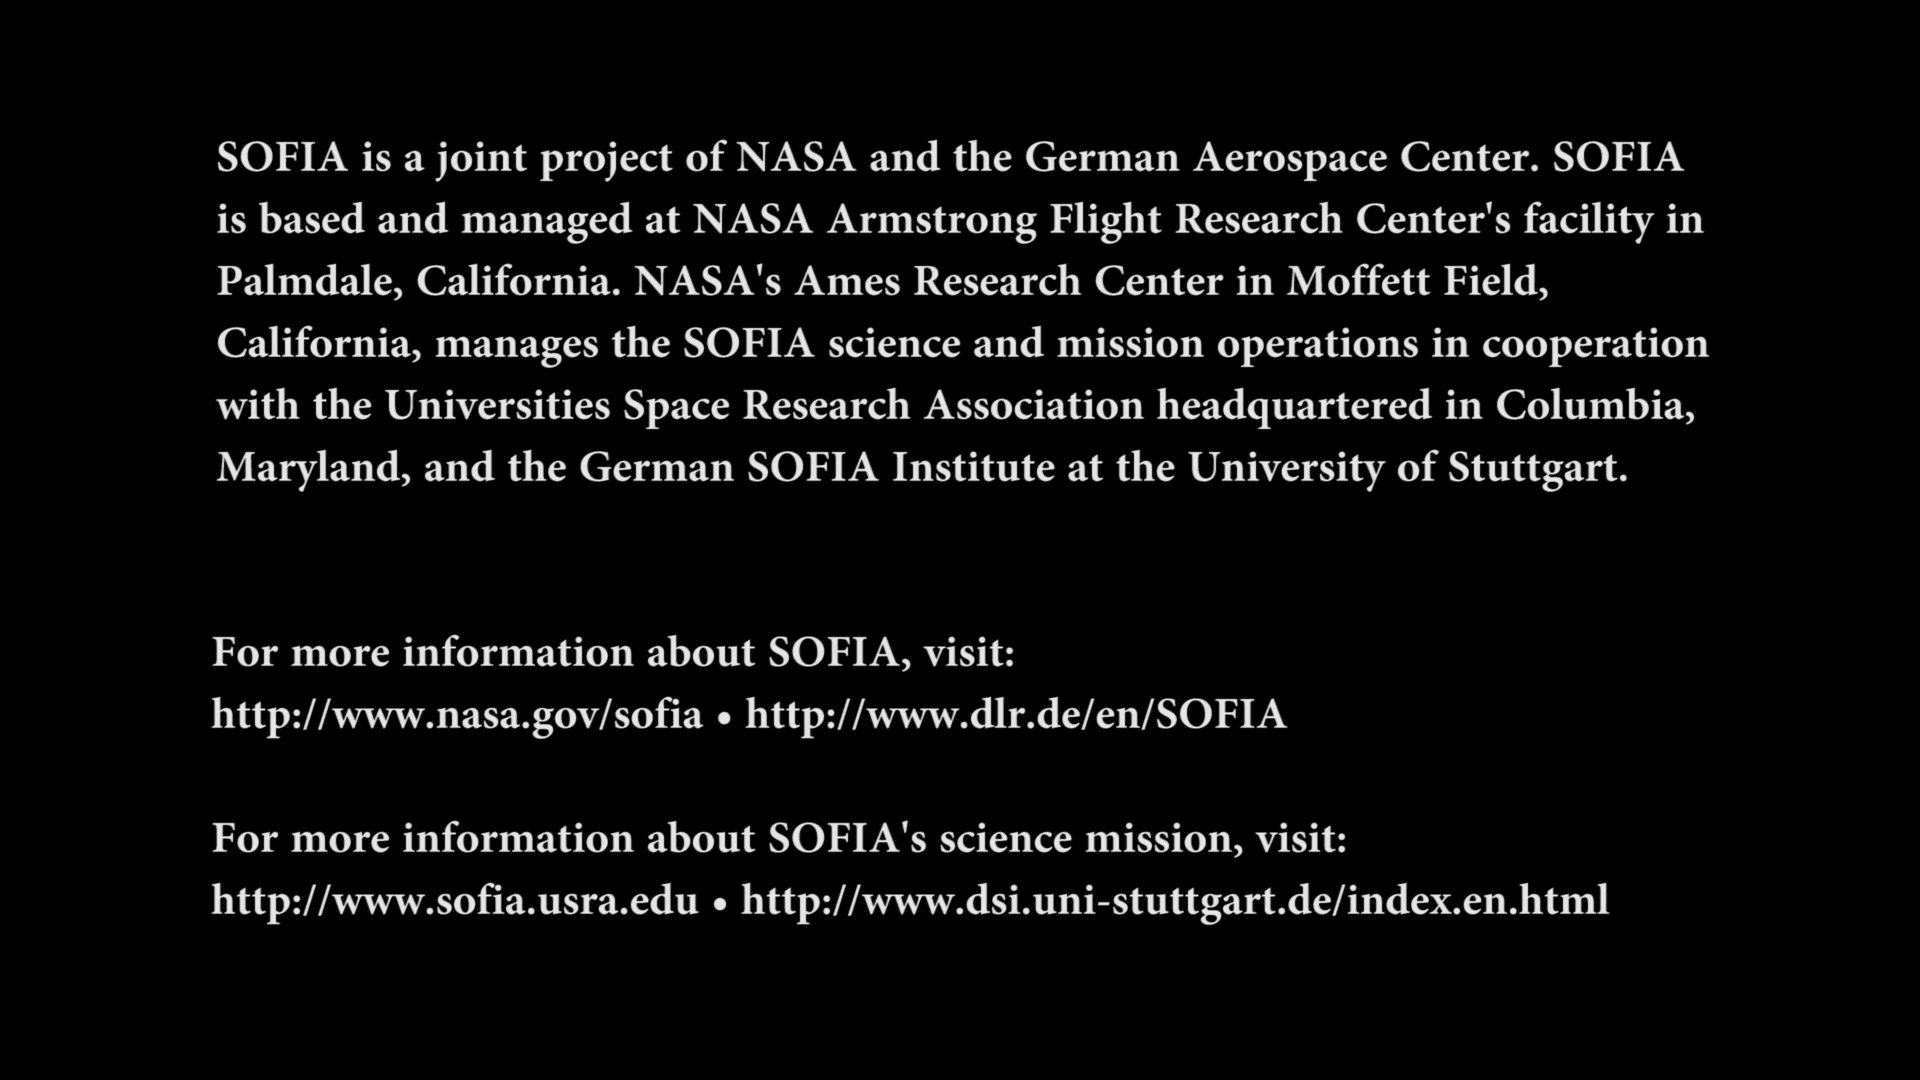 SOFIA is a joint project of NASA and the German Aerospace Center. SOFIA
is based and managed at NASA Armstrong Flight Research Center's facility in
Palmdale, California. NASA's Ames Research Center in Moffett Field,
California, manages the SOFIA science and mission operations in cooperation
with the Universities Space Research Association headquartered in Columbia,
Maryland, and the German SOFIA Institute at the University of Stuttgart.
For more information about SOFIA, visit:
http://www.nasa.gov/sofia • http://www.dlr.de/en/SOFIA
For more information about SOFIA's science mission, visit:
http://www.sofia.usra.edu • http://www.dsi.uni-stuttgart.de/index.en.html